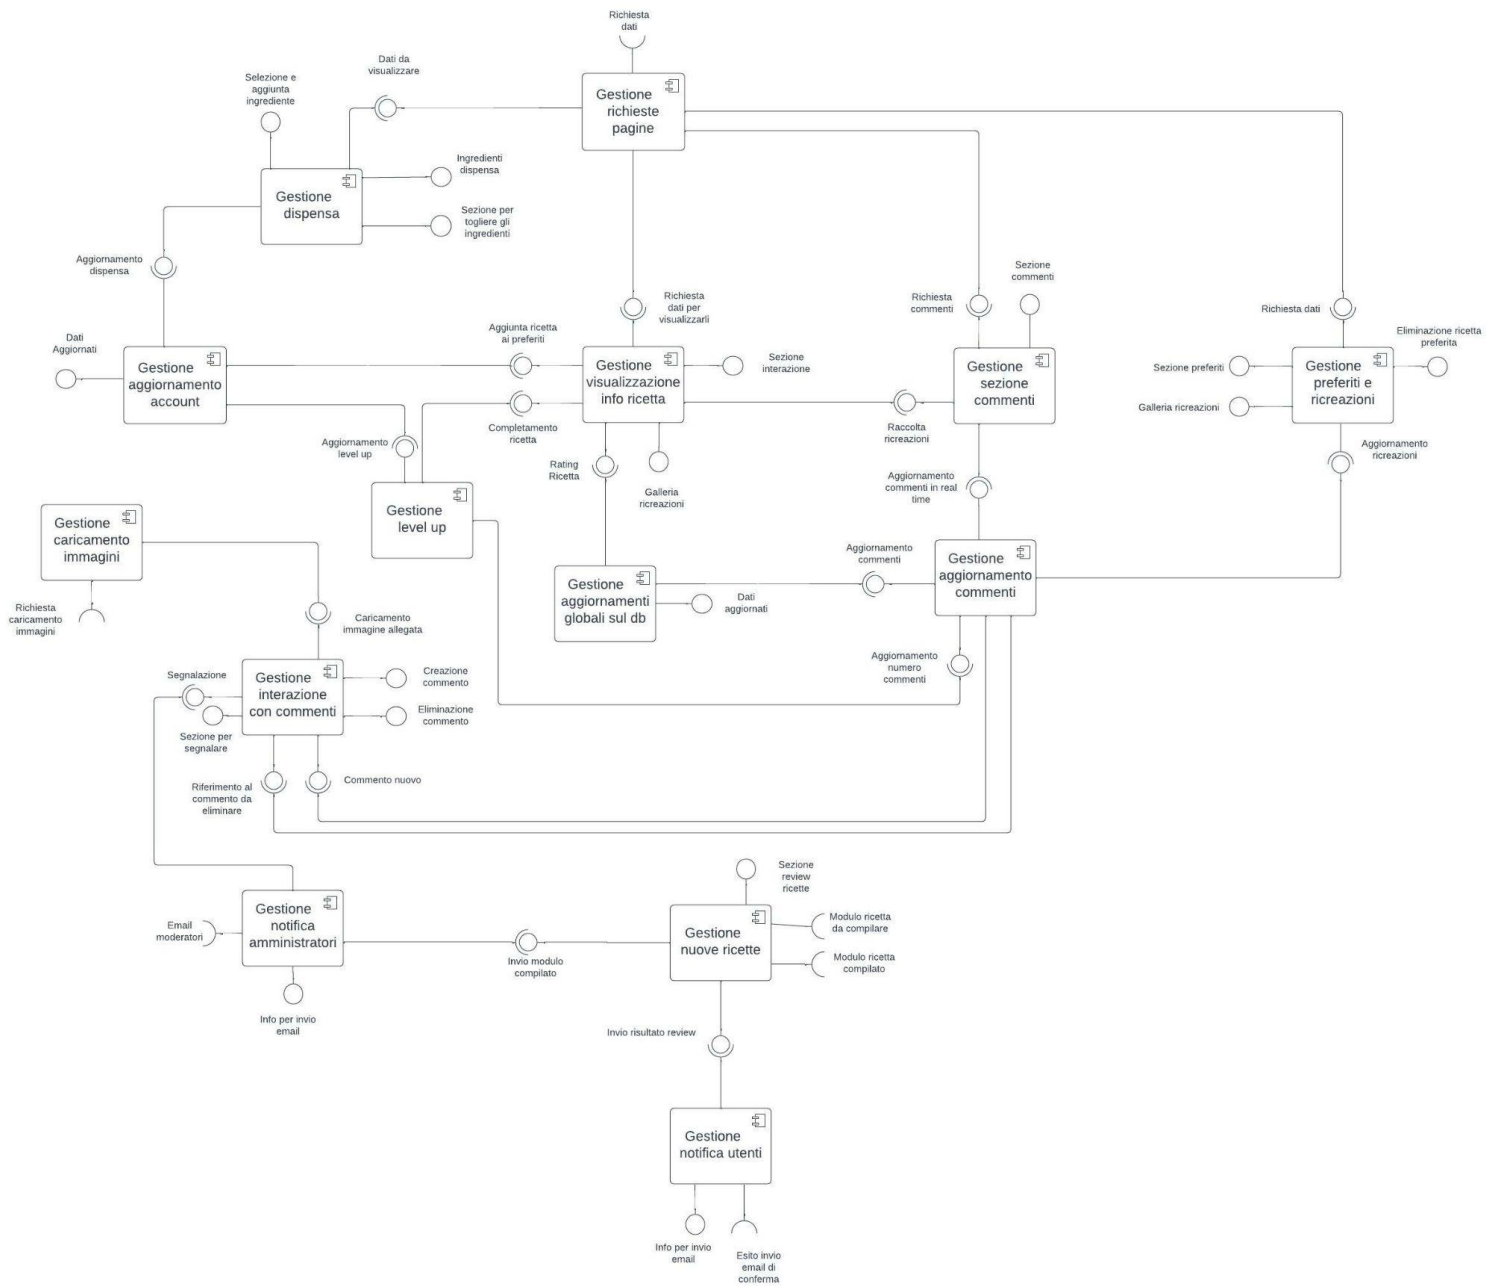 Richiesta
dati
Dati da
visualizzare
Selezione e
aggiunta
ingrediente
Gestione
richieste
pagine
Ingredienti
dispensa
Gestione
dispensa
Sezione per
togliere gli
ingredienti
Aggiornamento
dispensa
Sezione
commenti
Richiesta
dati per
visualizzarli
Richiesta
commenti
Richiesta dati
Dati
Aggiornati
Aggiunta ricetta
ai preferiti
Eliminazione ricetta
preferita
Gestione
aggiornamento
account
Gestione
visualizzazione
info ricetta
Sezione
interazione
Gestione
sezione
commenti
Sezione preferiti
Galleria ricreazioni
Gestione
preferiti e
ricreazioni
Aggiornamento
level up
Completamento
ricetta
Raccolta
ricreazioni
Aggiornamento
ricreazioni
Rating
Ricetta
Galleria
ricreazioni
Aggiornamento
commenti in real
time
Gestione
level up
Gestione
caricamento
immagini
Aggiornamento
commenti
Gestione
aggiornamento
commenti
Gestione
aggiornamenti
globali sul db
Dati
aggiornati
Richiesta
caricamento
immagini
Caricamento
immagine allegata
Aggiornamento
numero
commenti
Segnalazione
Gestione
interazione
con commenti
Creazione
commento
Eliminazione
commento
Sezione per
segnalare
Riferimento al
commento da
eliminare
Commento nuovo
Sezione
review
ricette
Email
moderatori
Gestione
notifica
amministratori
Gestione
nuove ricette
Modulo ricetta
da compilare
Modulo ricetta
compilato
Invio modulo
compilato
Info per invio
email
Invio risultato review
Gestione
notifica utenti
Info per invio
email
Esito invio
email di
conferma